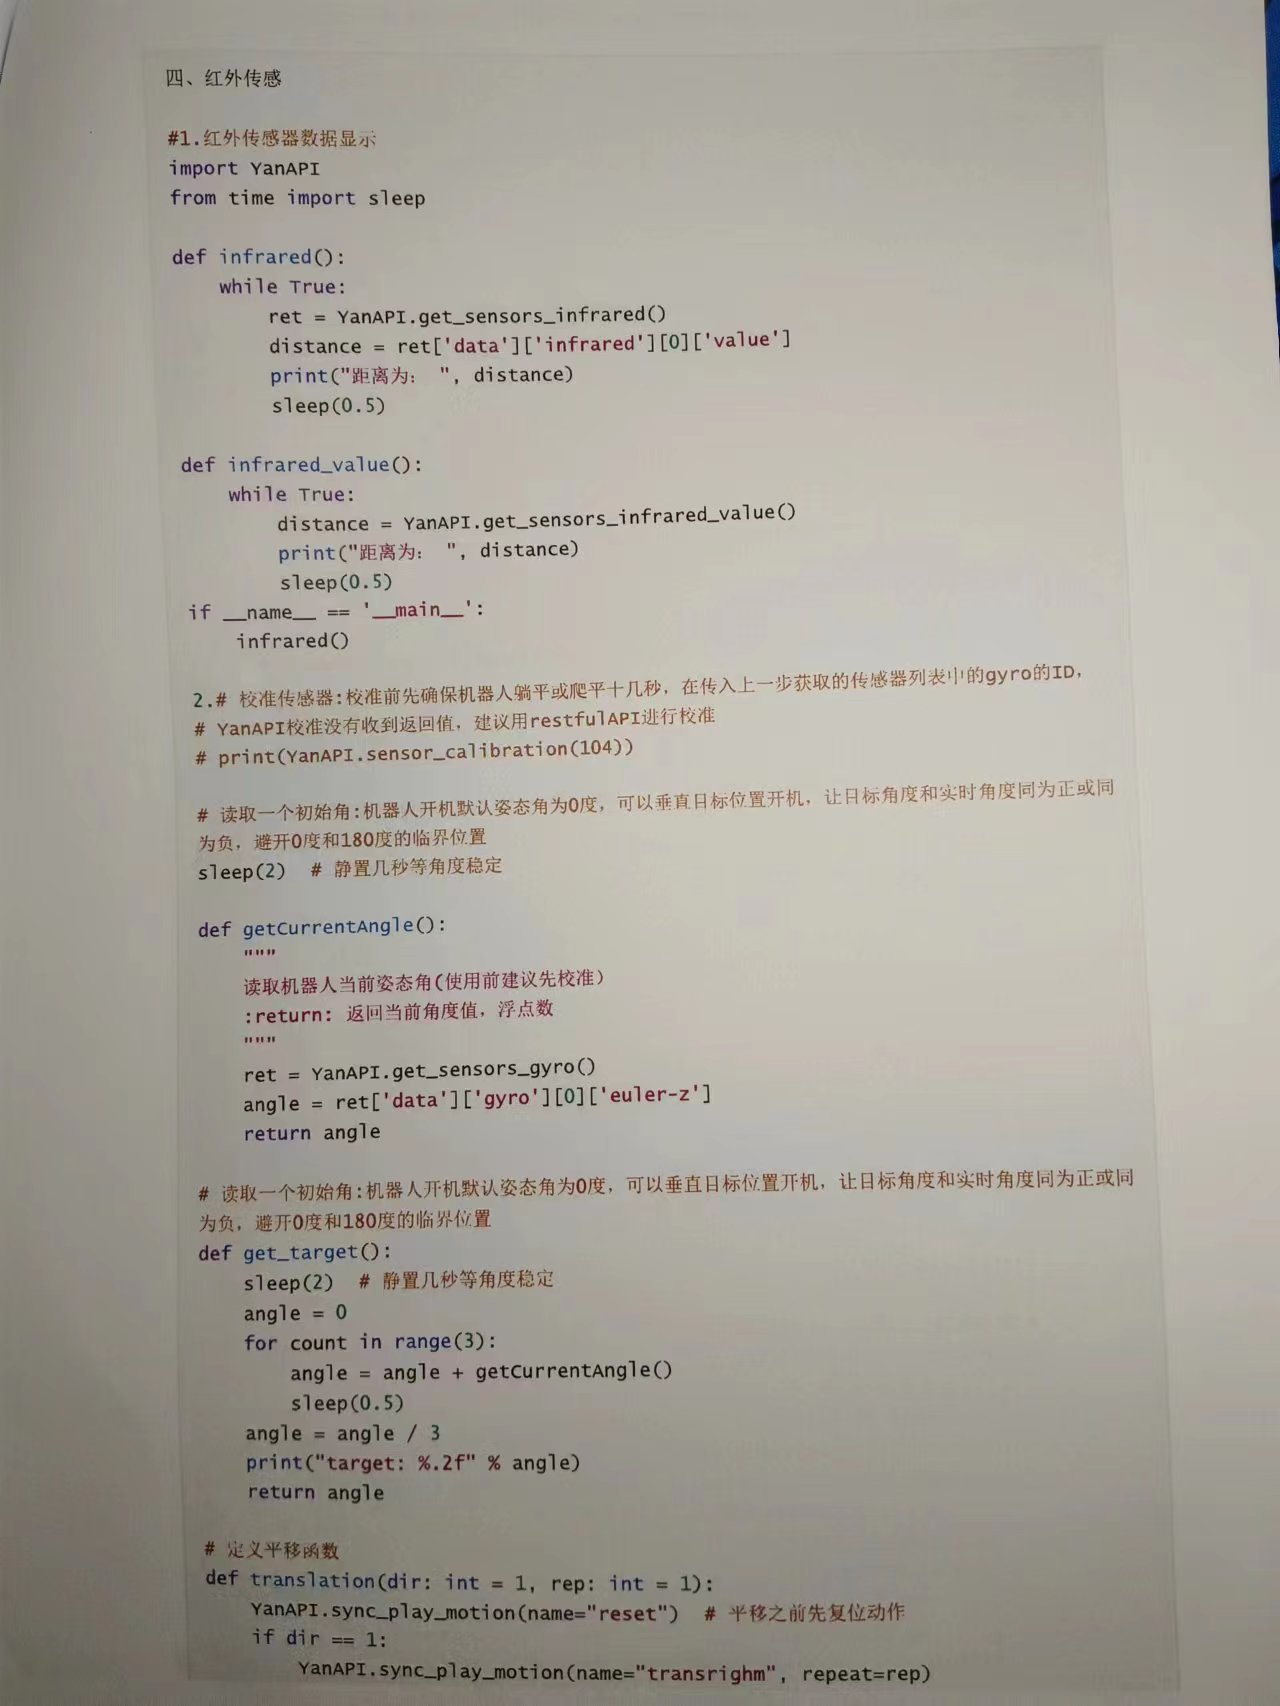 四、红外传感
#1.红外传感器数据显示
import YanAPI
from time import sleep
def infrared():
    while True:
        ret = YanAPI.get_sensors_infrared()
        distance = ret['data']['infrared'][0]['value']
        print("距离为： ", distance)
        sleep(0.5)
def infrared_value():
    while True:
        distance = YanAPI.get_sensors_infrared_value()
        print("距离为： ", distance)
        sleep(0.5)
if __name__ == '__main__':
    infrared()
2.# 校准传感器:校准前先确保机器人躺平或爬平十几秒，在传入上一步获取的传感器列表中的gyro的ID，
# YanAPI校准没有收到返回值，建议用restfulAPI进行校准
# print(YanAPI.sensor_calibration(104))
# 读取一个初始角:机器人开机默认姿态角为0度，可以垂直目标位置开机，让目标角度和实时角度同为正或同
为负，避开0度和180度的临界位置
sleep(2)  # 静置几秒等角度稳定
def getCurrentAngle():
    """
    读取机器人当前姿态角(使用前建议先校准)
    :return: 返回当前角度值，浮点数
    """
    ret = YanAPI.get_sensors_gyro()
    angle = ret['data']['gyro'][0]['euler-z']
    return angle
# 读取一个初始角:机器人开机默认姿态角为0度，可以垂直目标位置开机，让目标角度和实时角度同为正或同
为负，避开0度和180度的临界位置
def get_target():
    sleep(2)  # 静置几秒等角度稳定
    angle = 0
    for count in range(3):
        angle = angle + getCurrentAngle()
        sleep(0.5)
    angle = angle / 3
    print("target: %.2f" % angle)
    return angle
# 定义平移函数
def translation(dir: int = 1, rep: int = 1):
    YanAPI.sync_play_motion(name="reset")  # 平移之前先复位动作
    if dir == 1:
        YanAPI.sync_play_motion(name="transrighm", repeat=rep)